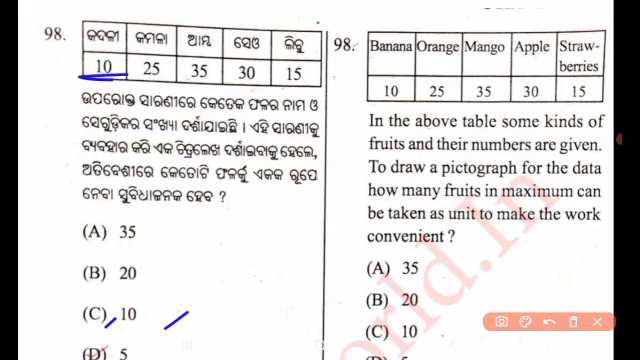 98.
କଦଳୀ କମଳା ଆମ୍ବ ସେଓ ଲିଚୁ
10 25 35 30 15
ଉପରୋକ୍ତ ସାରଣୀରେ କେତେକ ଫଳର ନାମ ଓ
ସେଗୁଡ଼ିକର ସଂଖ୍ୟା ଦର୍ଶାଯାଇଛି । ଏହି ସାରଣୀକୁ
ବ୍ୟବହାର କରି ଏକ ଚିତ୍ରଲେଖ ଦର୍ଶାଇବାକୁ ହେଲେ,
ଅତିବେଶୀରେ କେତୋଟି ଫଳକୁ ଏକକ ରୂପେ
ନେବା ସୁବିଧାଜନକ ହେବ ?
(A) 35
(B) 20
(C) 10
(D) 5
98.
Banana Orange Mango Apple Straw-
berries
10 25 35 30 15
In the above table some kinds of
fruits and their numbers are given.
To draw a pictograph for the data
how many fruits in maximum can
be taken as unit to make the work
convenient ?
(A) 35
(B) 20
(C) 10